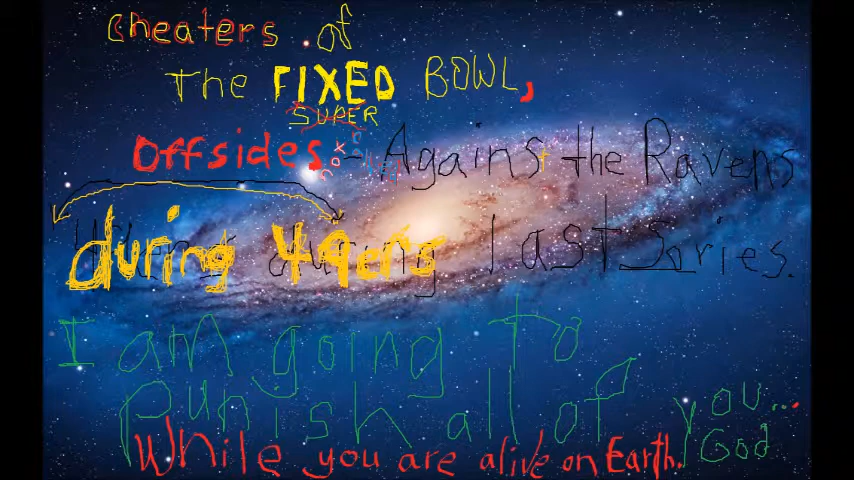 cheaters of
The FIXED BOWL,
SUPER
Offsides - Against the Ravens
during 49ers during last Series.
I am going to
punish all of you...
While you are alive on Earth. God